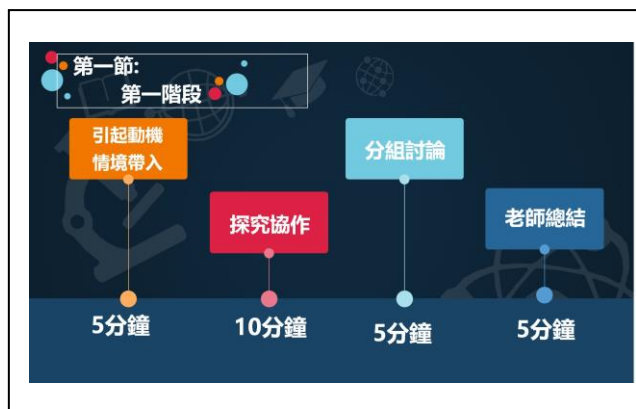 第一節:
第一階段
引起動機
情境帶入
探究協作
分組討論
老師總結
5分鐘
10分鐘
5分鐘
5分鐘